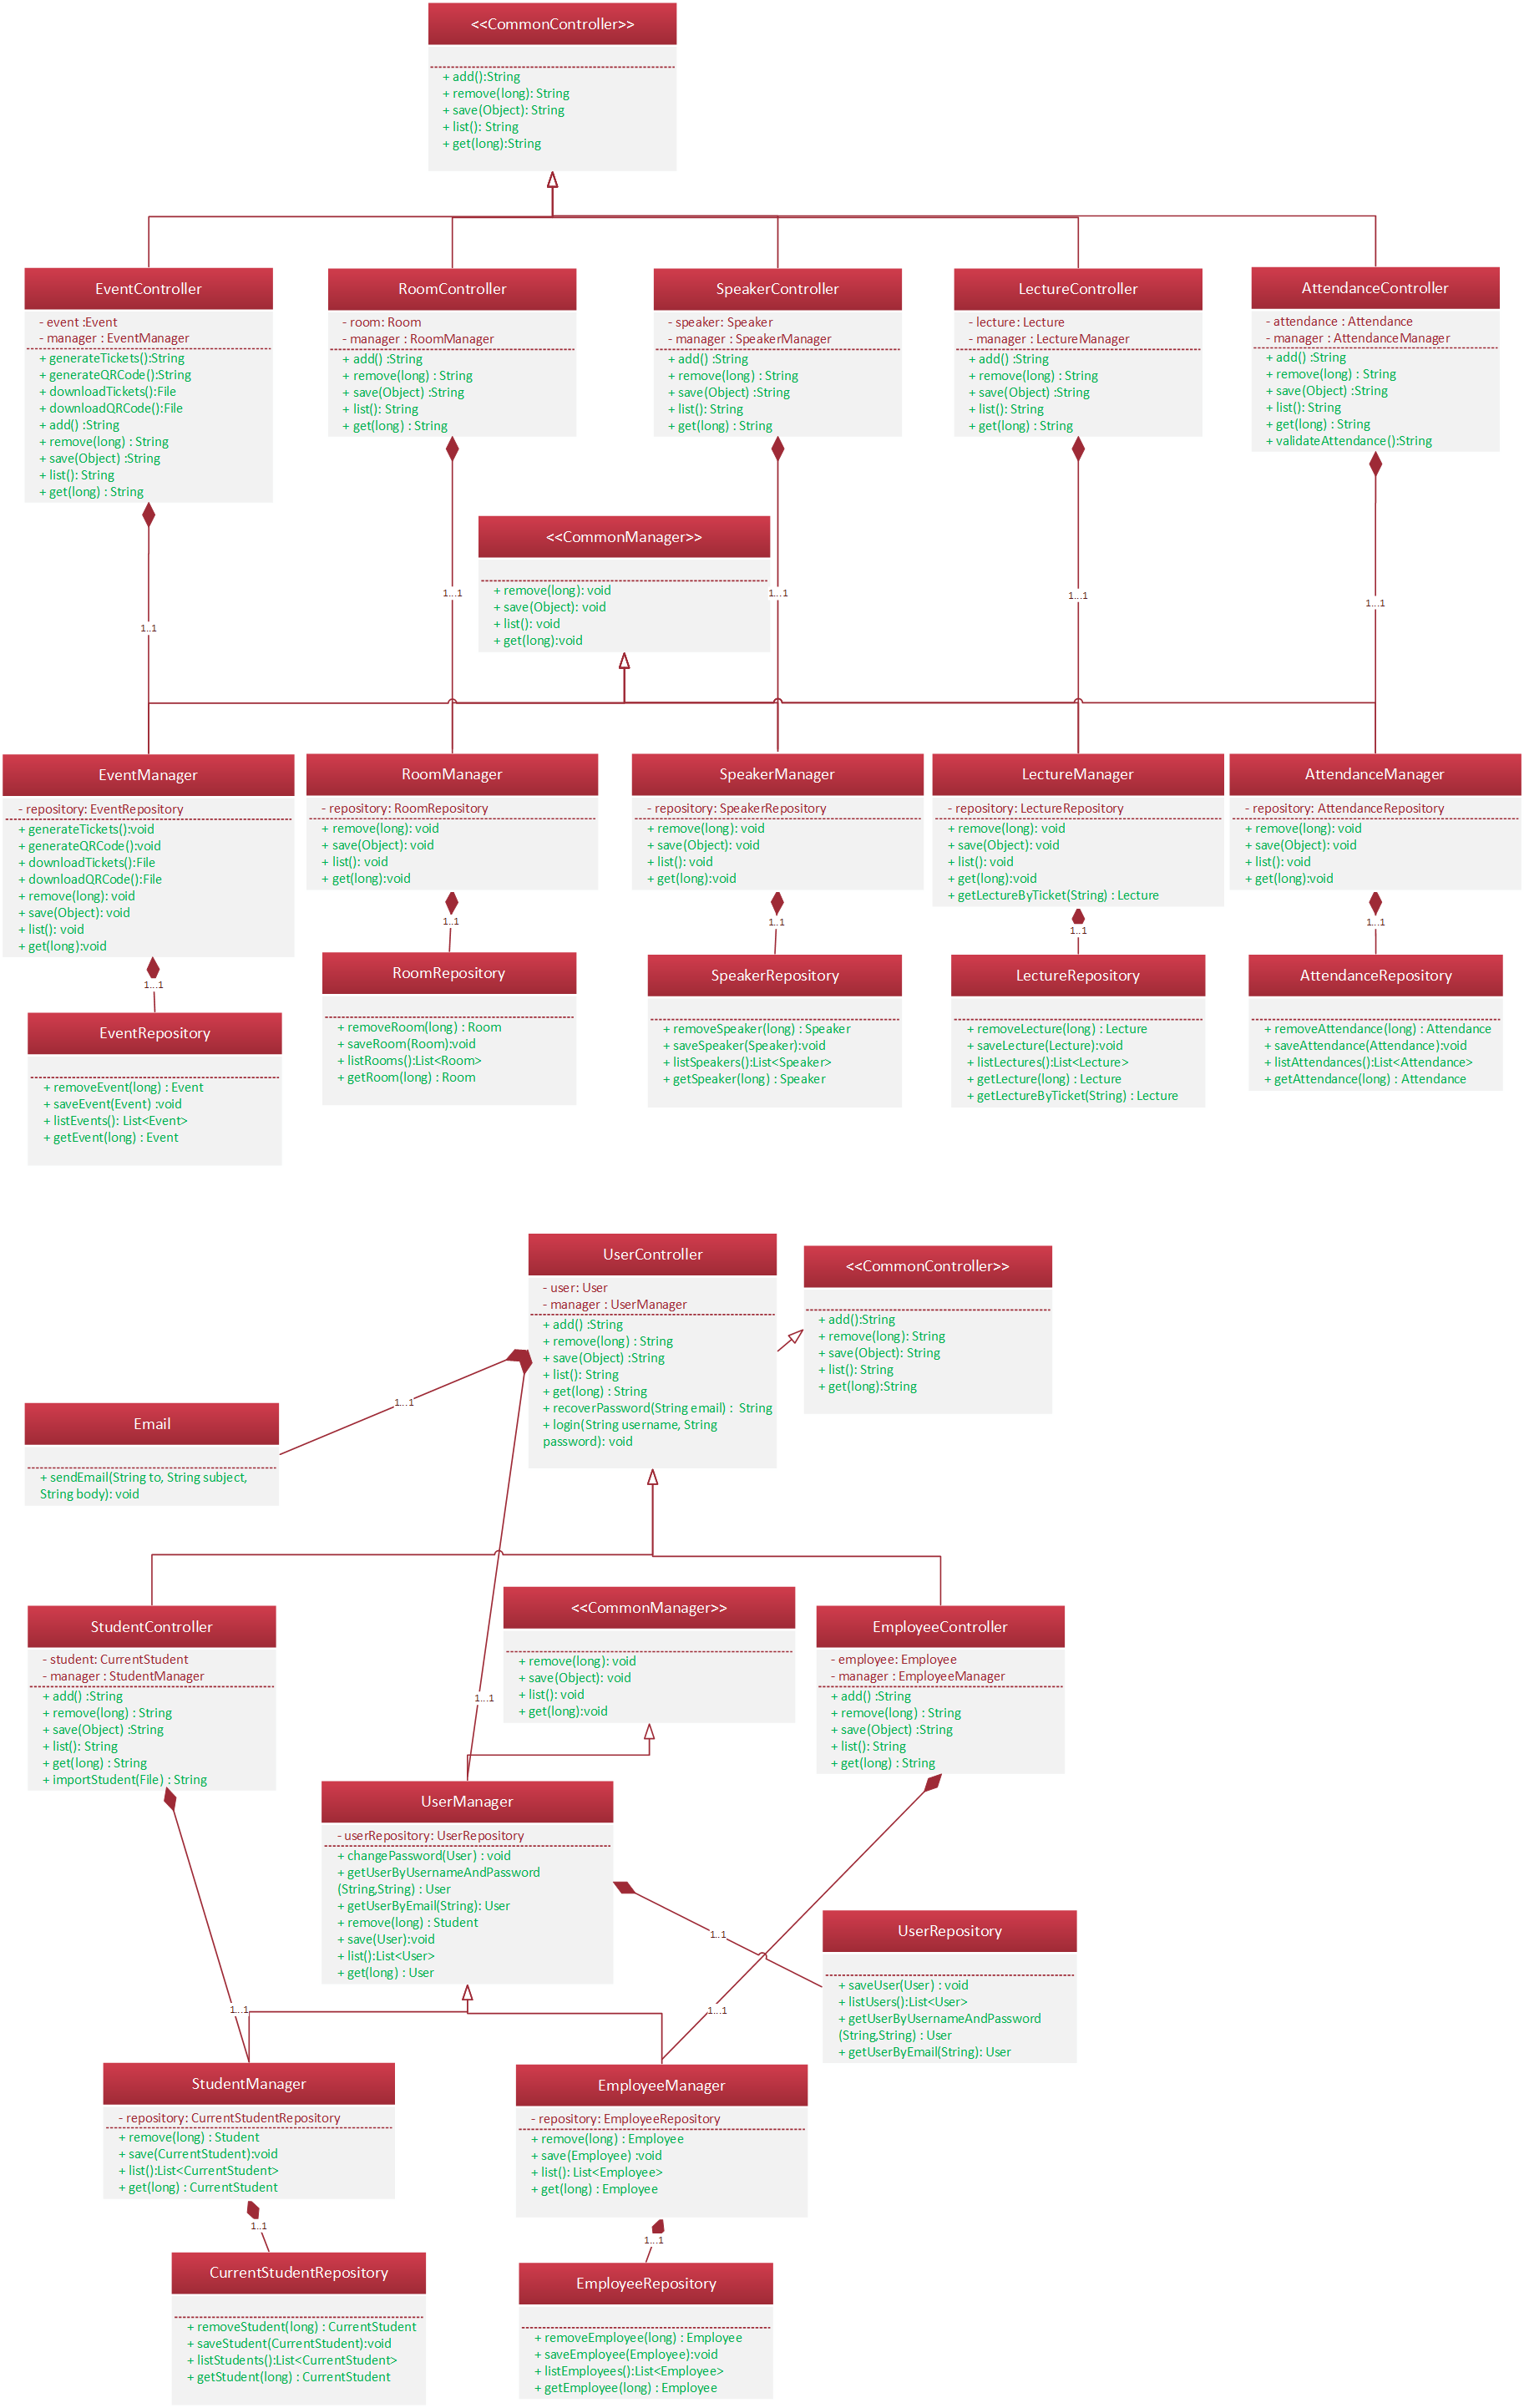 <<CommonController>>
+ add():String
+ remove(long): String
+ save(Object): String
+ list(): String
+ get(long):String
EventController
- event :Event
- manager : EventManager
+ generateTickets():String
+ generateQRCode():String
+ downloadTickets():File
+ downloadQRCode():File
+ add() :String
+ remove(long) : String
+ save(Object) :String
+ list(): String
+ get(long) : String
RoomController
- room: Room
- manager : RoomManager
+ add() :String
+ remove(long) : String
+ save(Object) :String
+ list(): String
+ get(long) : String
SpeakerController
- speaker: Speaker
- manager : SpeakerManager
+ add() :String
+ remove(long) : String
+ save(Object) :String
+ list(): String
+ get(long) : String
LectureController
- lecture: Lecture
- manager : LectureManager
+ add() :String
+ remove(long) : String
+ save(Object) :String
+ list(): String
+ get(long) : String
AttendanceController
- attendance : Attendance
- manager : AttendanceManager
+ add() :String
+ remove(long) : String
+ save(Object) :String
+ list(): String
+ get(long) : String
+ validateAttendance():String
<<CommonManager>>
+ remove(long): void
+ save(Object): void
+ list(): void
+ get(long):void
1..1
1...1
1...1
1...1
1...1
EventManager
- repository: EventRepository
+ generateTickets():void
+ generateQRCode():void
+ downloadTickets():File
+ downloadQRCode():File
+ remove(long): void
+ save(Object): void
+ list(): void
+ get(long):void
RoomManager
- repository: RoomRepository
+ remove(long): void
+ save(Object): void
+ list(): void
+ get(long):void
SpeakerManager
- repository: SpeakerRepository
+ remove(long): void
+ save(Object): void
+ list(): void
+ get(long):void
LectureManager
- repository: LectureRepository
+ remove(long): void
+ save(Object): void
+ list(): void
+ get(long):void
+ getLectureByTicket(String) : Lecture
AttendanceManager
- repository: AttendanceRepository
+ remove(long): void
+ save(Object): void
+ list(): void
+ get(long):void
1...1
1..1
1..1
1..1
1...1
EventRepository
+ removeEvent(long) : Event
+ saveEvent(Event) :void
+ listEvents(): List<Event>
+ getEvent(long) : Event
RoomRepository
+ removeRoom(long) : Room
+ saveRoom(Room):void
+ listRooms():List<Room>
+ getRoom(long) : Room
SpeakerRepository
+ removeSpeaker(long) : Speaker
+ saveSpeaker(Speaker):void
+ listSpeakers():List<Speaker>
+ getSpeaker(long) : Speaker
LectureRepository
+ removeLecture(long) : Lecture
+ saveLecture(Lecture):void
+ listLectures():List<Lecture>
+ getLecture(long) : Lecture
+ getLectureByTicket(String) : Lecture
AttendanceRepository
+ removeAttendance(long) : Attendance
+ saveAttendance(Attendance):void
+ listAttendances():List<Attendance>
+ getAttendance(long) : Attendance
UserController
- user: User
- manager : UserManager
+ add() :String
+ remove(long) : String
+ save(Object) :String
+ list(): String
+ get(long) : String
+ recoverPassword(String email) : String
+ login(String username, String
password): void
<<CommonController>>
+ add():String
+ remove(long): String
+ save(Object): String
+ list(): String
+ get(long):String
1...1
Email
+ sendEmail(String to, String subject,
String body): void
StudentController
- student: CurrentStudent
- manager : StudentManager
+ add() :String
+ remove(long) : String
+ save(Object) :String
+ list(): String
+ get(long) : String
+ importStudent(File) : String
<<CommonManager>>
+ remove(long): void
+ save(Object): void
+ list(): void
+ get(long):void
EmployeeController
- employee: Employee
- manager : EmployeeManager
+ add() :String
+ remove(long) : String
+ save(Object) :String
+ list(): String
+ get(long) : String
1...1
UserManager
- userRepository: UserRepository
+ changePassword(User) : void
+ getUserByUsernameAndPassword
(String,String) : User
+ getUserByEmail(String): User
+ remove(long) : Student
+ save(User):void
+ list():List<User>
+ get(long) : User
1..1
UserRepository
+ saveUser(User) : void
+ listUsers():List<User>
+ getUserByUsernameAndPassword
(String,String) : User
+ getUserByEmail(String): User
1...1
1...1
StudentManager
- repository: CurrentStudentRepository
+ remove(long) : Student
+ save(CurrentStudent):void
+ list():List<CurrentStudent>
+ get(long) : CurrentStudent
EmployeeManager
- repository: EmployeeRepository
+ remove(long) : Employee
+ save(Employee) :void
+ list(): List<Employee>
+ get(long) : Employee
1..1
1...1
CurrentStudentRepository
+ removeStudent(long) : CurrentStudent
+ saveStudent(CurrentStudent):void
+ listStudents():List<CurrentStudent>
+ getStudent(long) : CurrentStudent
EmployeeRepository
+ removeEmployee(long) : Employee
+ saveEmployee(Employee):void
+ listEmployees():List<Employee>
+ getEmployee(long) : Employee